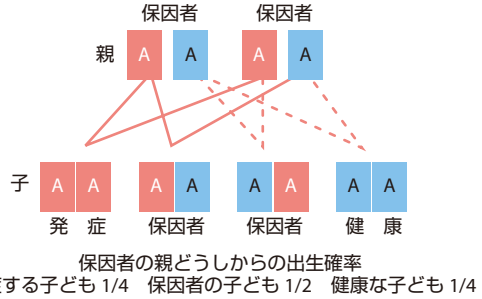 保因者 保因者
親 A A A A
子 A A A A A A A A
発 症 保因者 保因者 健 康
保因者の親どうしからの出生確率
する子ども 1/4 保因者の子ども 1/2 健康な子ども 1/4